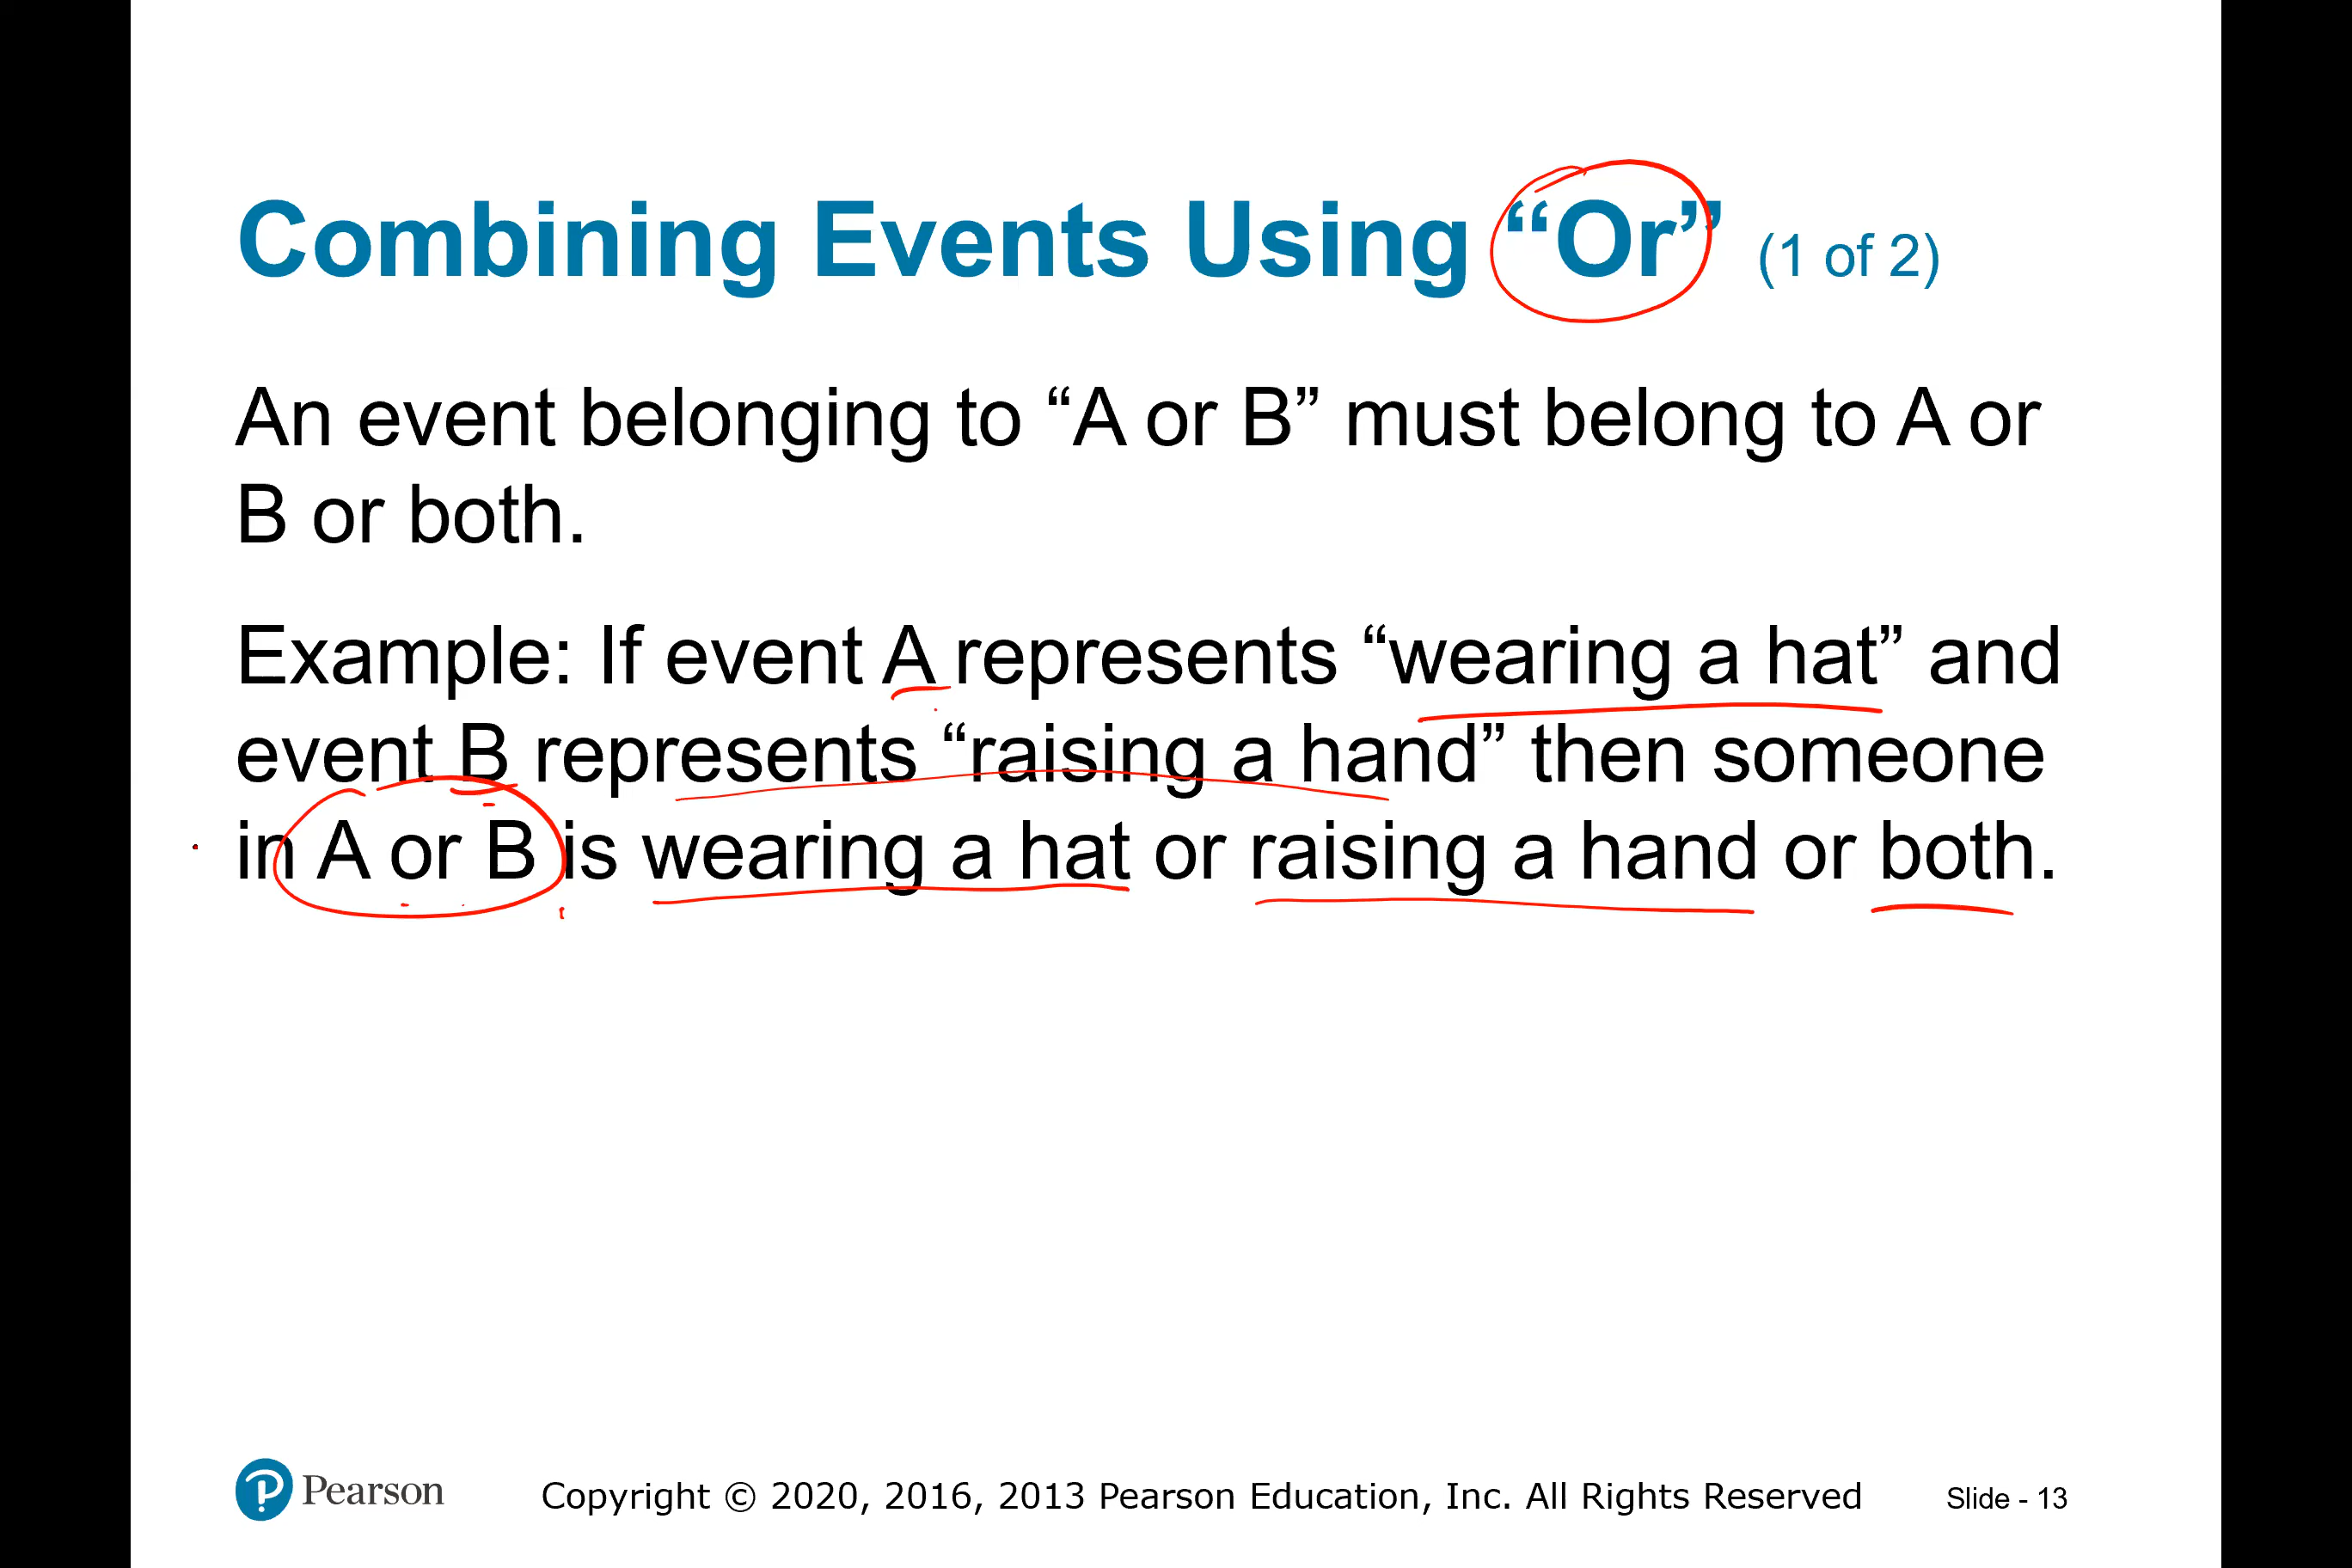 Combining Events Using “Or” (1 of 2)
An event belonging to “A or B” must belong to A or
B or both.
Example: If event A represents “wearing a hat” and
event B represents “raising a hand” then someone
in A or B is wearing a hat or raising a hand or both.
Pearson Copyright © 2020, 2016, 2013 Pearson Education, Inc. All Rights Reserved Slide - 13